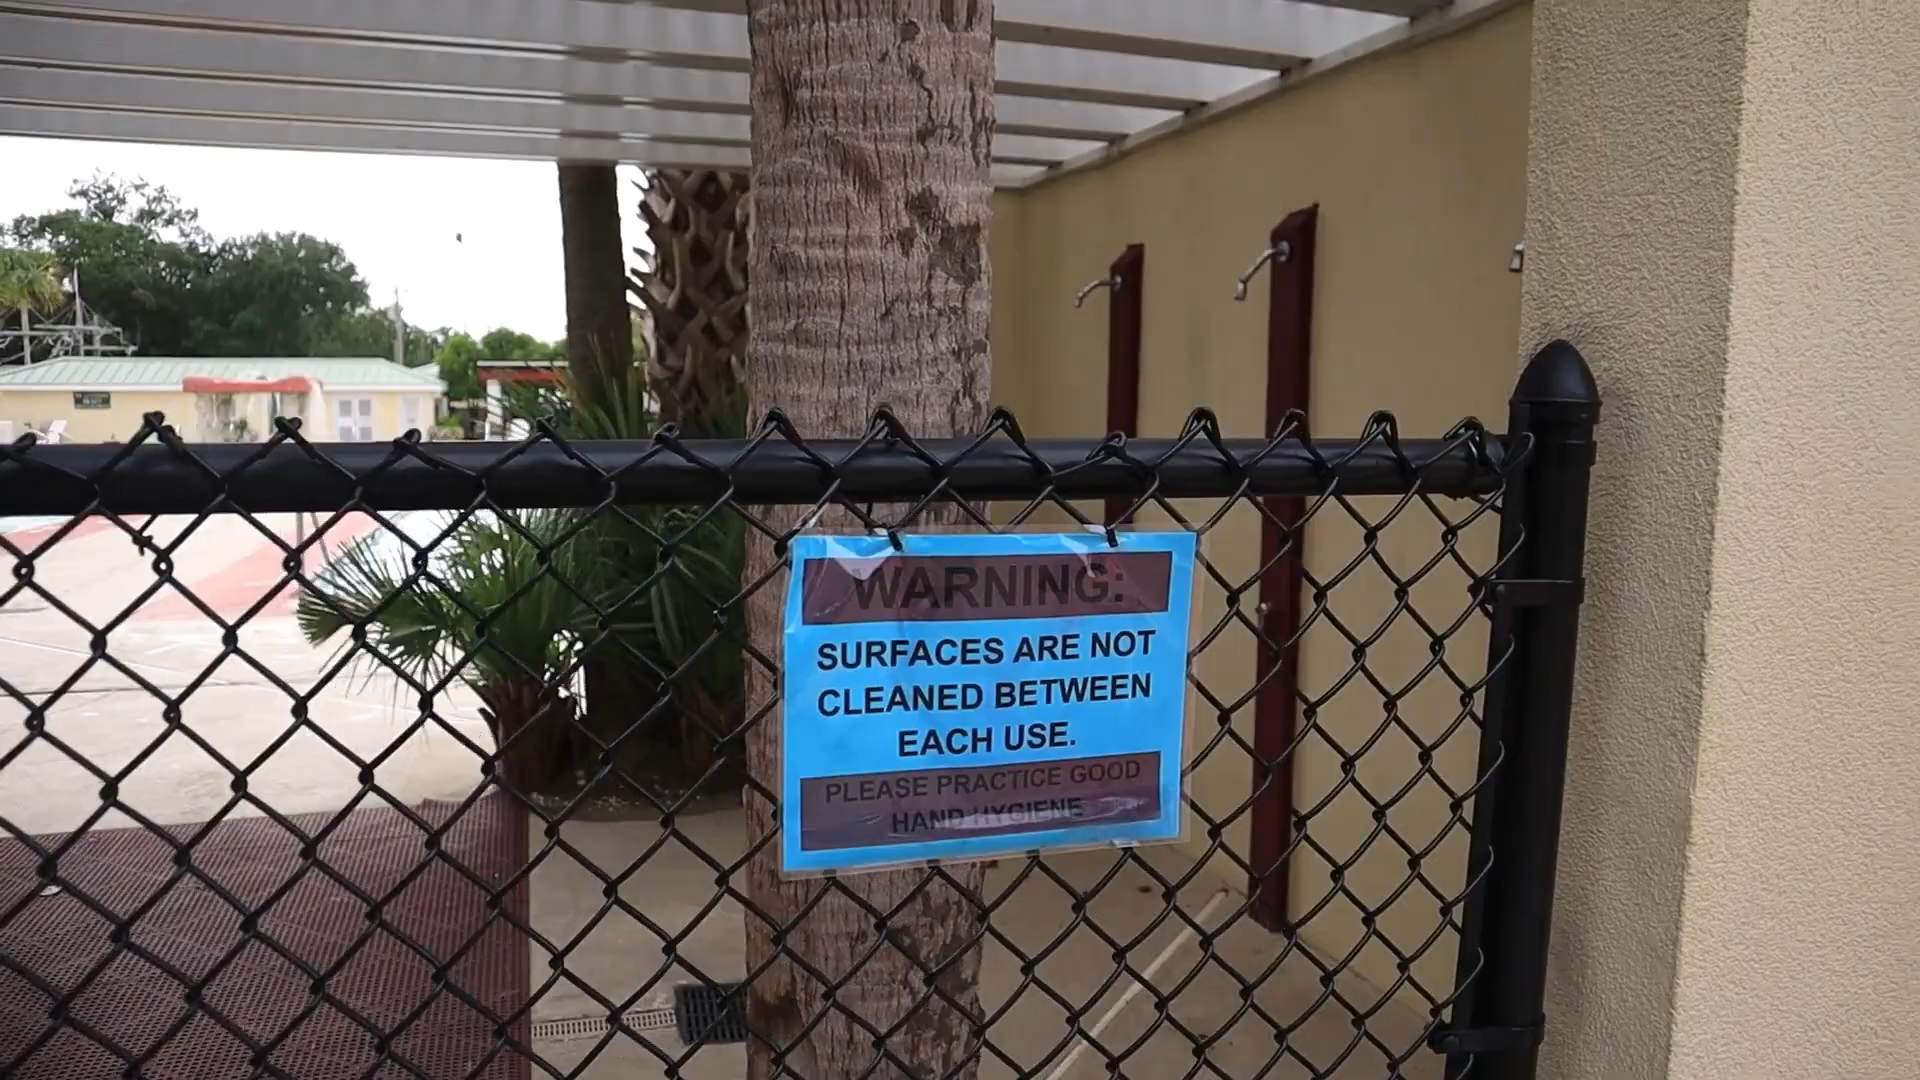 WARNING:
SURFACES ARE NOT
CLEANED BETWEEN
EACH USE.
PLEASE PRACTICE GOOD
HAND HYGIENE